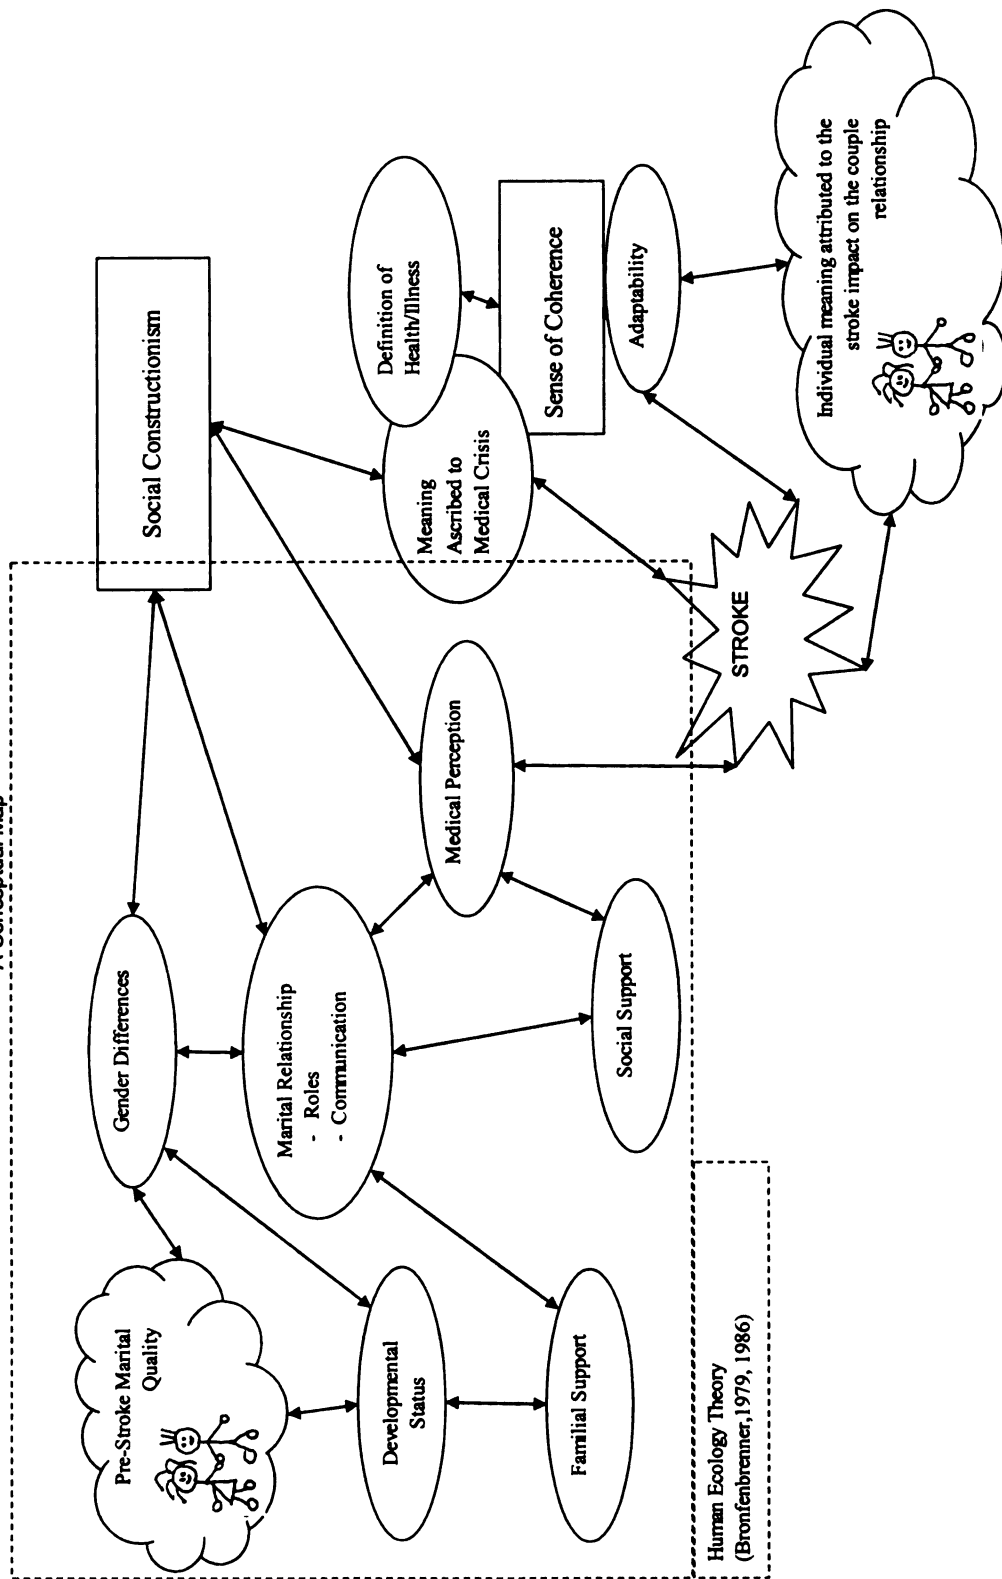 A Conceptual Map
Pre-Stroke Marital
Quality
Gender Differences
Social Constructionism
Marital Relationship
- Roles
- Communication
Developmental
Status
Familial Support
Social Support
Medical Perception
Meaning
Ascribed to
Medical Crisis
Definition of
Health/Illness
Sense of Coherence
Adaptability
STROKE
Individual meaning attributed to the
stroke impact on the couple
relationship
Human Ecology Theory
(Bronfenbrenner,1979, 1986)